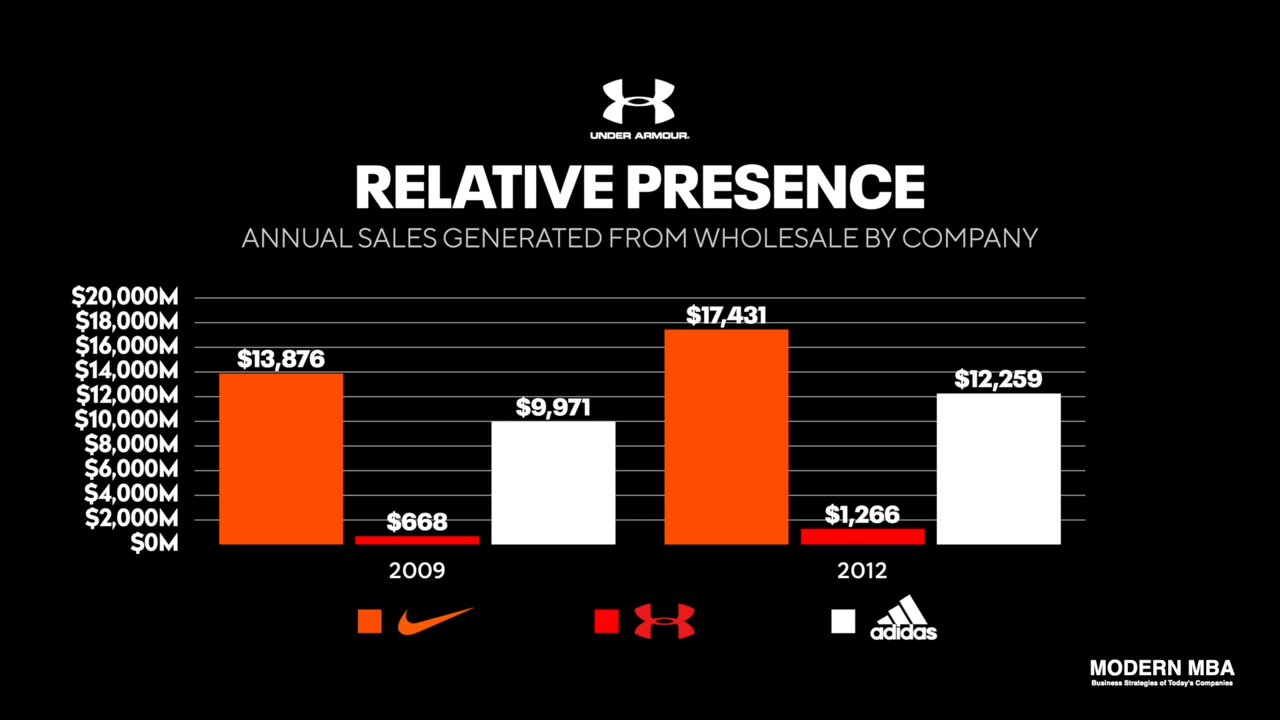 UNDER ARMOUR.
RELATIVE PRESENCE
ANNUAL SALES GENERATED FROM WHOLESALE BY COMPANY
$20,000M
$18,000M
$16,000M
$14,000M
$12,000M
$10,000M
$8,000M
$6,000M
$4,000M
$2,000M
$0M
$13,876
$668
$9,971
$17,431
$1,266
$12,259
2009
2012
adidas
MODERN MBA
Business Strategies of Today's Companies